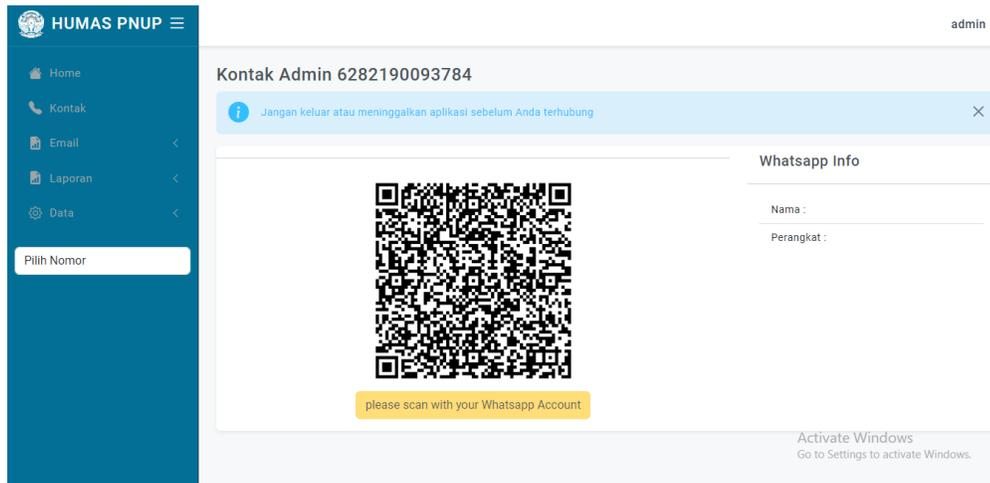 HUMAS PNUP
admin
Home
Kontak
Email
Laporan
Data
Pilih Nomor
Kontak Admin 6282190093784
Jangan keluar atau meninggalkan aplikasi sebelum Anda terhubung
Whatsapp Info
Nama :
Perangkat :
please scan with your Whatsapp Account
Activate Windows
Go to Settings to activate Windows.